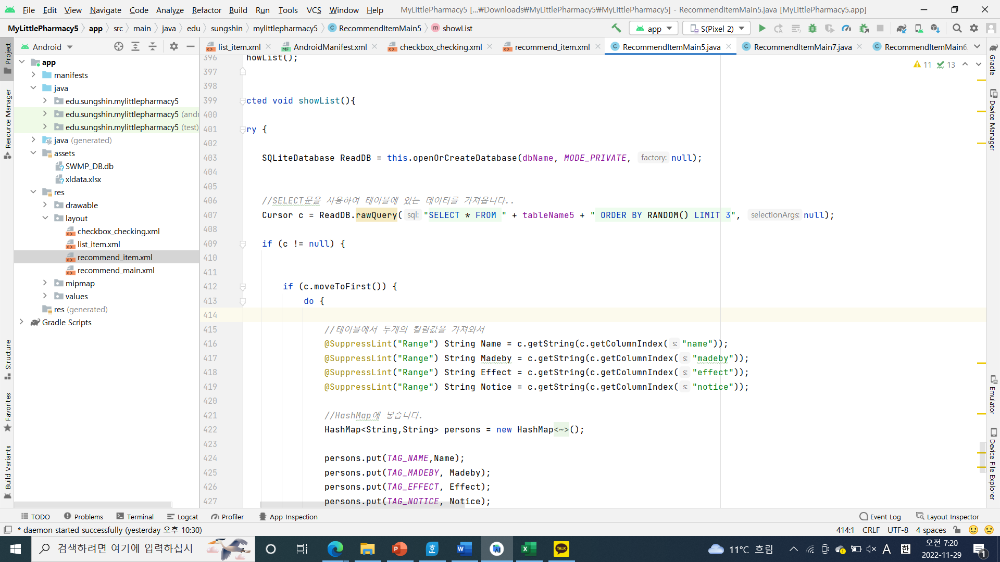 File Edit View Navigate Code Analyze Refactor Build Run Tools VCS Window Help MyLittlePharmacy5 [...₩Downloads₩MyLittlePharmacy5₩MyLittlePharmacy5] - RecommendItemMain5.java [MyLittlePharmacy5.app]
MyLittlePharmacy5 app src main java edu sungshin mylittlepharmacy5 C RecommendItemMain5 m showList app S(Pixel 2)
Android list_item.xml MF AndroidManifest.xml checkbox_checking.xml recommend_item.xml C RecommendItemMain5.java C RecommendItemMain7.java C RecommendItemMain6.
Project
Resource Manager
Structure
Favorites
Build Variants
app
manifests
java
edu.sungshin.mylittlepharmacy5
edu.sungshin.mylittlepharmacy5 (andr
edu.sungshin.mylittlepharmacy5 (test)
java (generated)
assets
SWMP_DB.db
xldata.xlsx
res
drawable
layout
checkbox_checking.xml
list_item.xml
recommend_item.xml
recommend_main.xml
mipmap
values
res (generated)
Gradle Scripts
11 13
396 howList();
397
398
399 cted void showList(){
400
401 ry {
402
403 SQLiteDatabase ReadDB = this.openOrCreateDatabase(dbName, MODE_PRIVATE, factory: null);
404
405
406 //SELECT문을 사용하여 테이블에 있는 데이터를 가져옵니다..
407 Cursor c = ReadDB.rawQuery( sql: "SELECT * FROM " + tableName5 + " ORDER BY RANDOM() LIMIT 3", selectionArgs: null);
408
409 if (c != null) {
410
411
412 if (c.moveToFirst()) {
413 do {
414
415 //테이블에서 두개의 컬럼값을 가져와서
416 @SuppressLint("Range") String Name = c.getString(c.getColumnIndex( s: "name"));
417 @SuppressLint("Range") String Madeby = c.getString(c.getColumnIndex( s: "madeby"));
418 @SuppressLint("Range") String Effect = c.getString(c.getColumnIndex( s: "effect"));
419 @SuppressLint("Range") String Notice = c.getString(c.getColumnIndex( s: "notice"));
420
421 //HashMap에 넣습니다.
422 HashMap<String,String> persons = new HashMap<~>();
423
424 persons.put(TAG_NAME,Name);
425 persons.put(TAG_MADEBY, Madeby);
426 persons.put(TAG_EFFECT, Effect);
427 persons.put(TAG_NOTICE, Notice);
Gradle
Device Manager
Emulator
Device File Explorer
TODO Problems Terminal Logcat Profiler App Inspection Event Log Layout Inspector
* daemon started successfully (yesterday 오후 10:30) 414:1 CRLF UTF-8 4 spaces
검색하려면 여기에 입력하십시 P 호 W X TALK 11°C 흐림 A 한 오전 7:20
2022-11-29 1